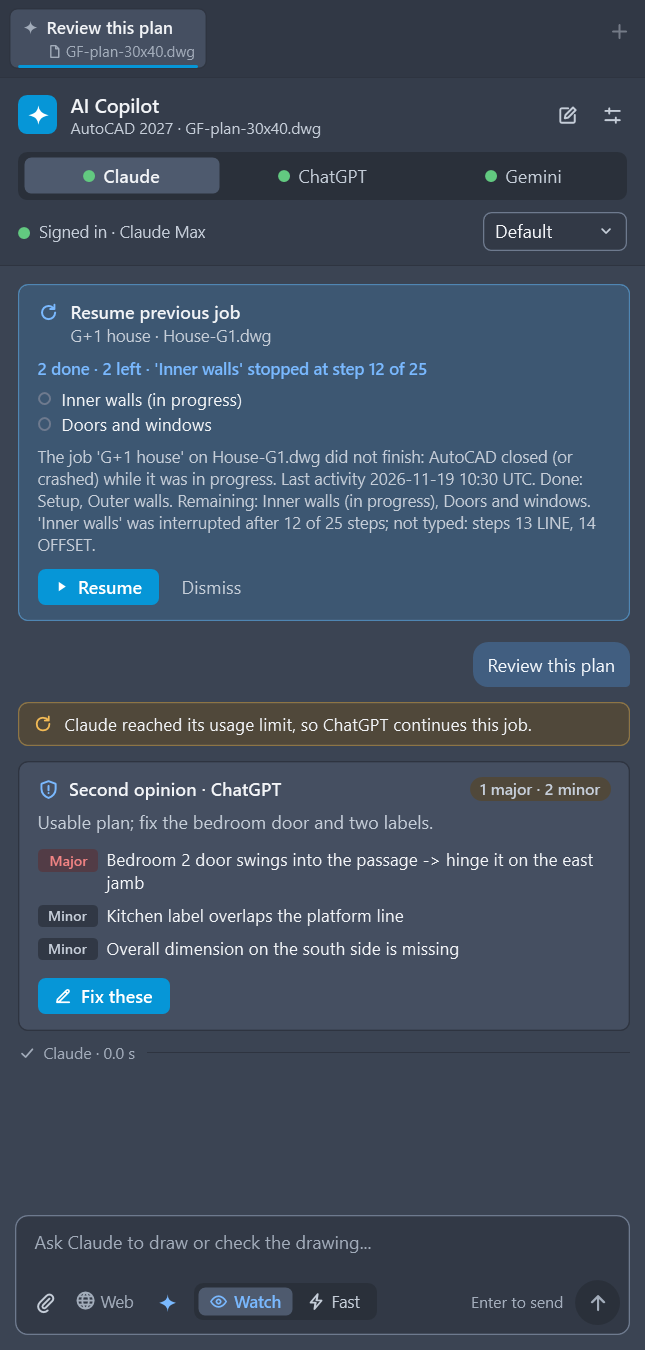 Review this plan
GF-plan-30x40.dwg
AI Copilot
AutoCAD 2027 · GF-plan-30x40.dwg
Claude
ChatGPT
Gemini
Signed in · Claude Max
Default
Resume previous job
G+1 house · House-G1.dwg
2 done · 2 left · 'Inner walls' stopped at step 12 of 25
Inner walls (in progress)
Doors and windows
The job 'G+1 house' on House-G1.dwg did not finish: AutoCAD closed (or
crashed) while it was in progress. Last activity 2026-11-19 10:30 UTC. Done:
Setup, Outer walls. Remaining: Inner walls (in progress), Doors and windows.
'Inner walls' was interrupted after 12 of 25 steps; not typed: steps 13 LINE, 14
OFFSET.
Resume
Dismiss
Review this plan
Claude reached its usage limit, so ChatGPT continues this job.
Second opinion · ChatGPT
1 major · 2 minor
Usable plan; fix the bedroom door and two labels.
Major
Bedroom 2 door swings into the passage -> hinge it on the east
jamb
Minor
Kitchen label overlaps the platform line
Minor
Overall dimension on the south side is missing
Fix these
Claude · 0.0 s
Ask Claude to draw or check the drawing...
Web
Watch
Fast
Enter to send